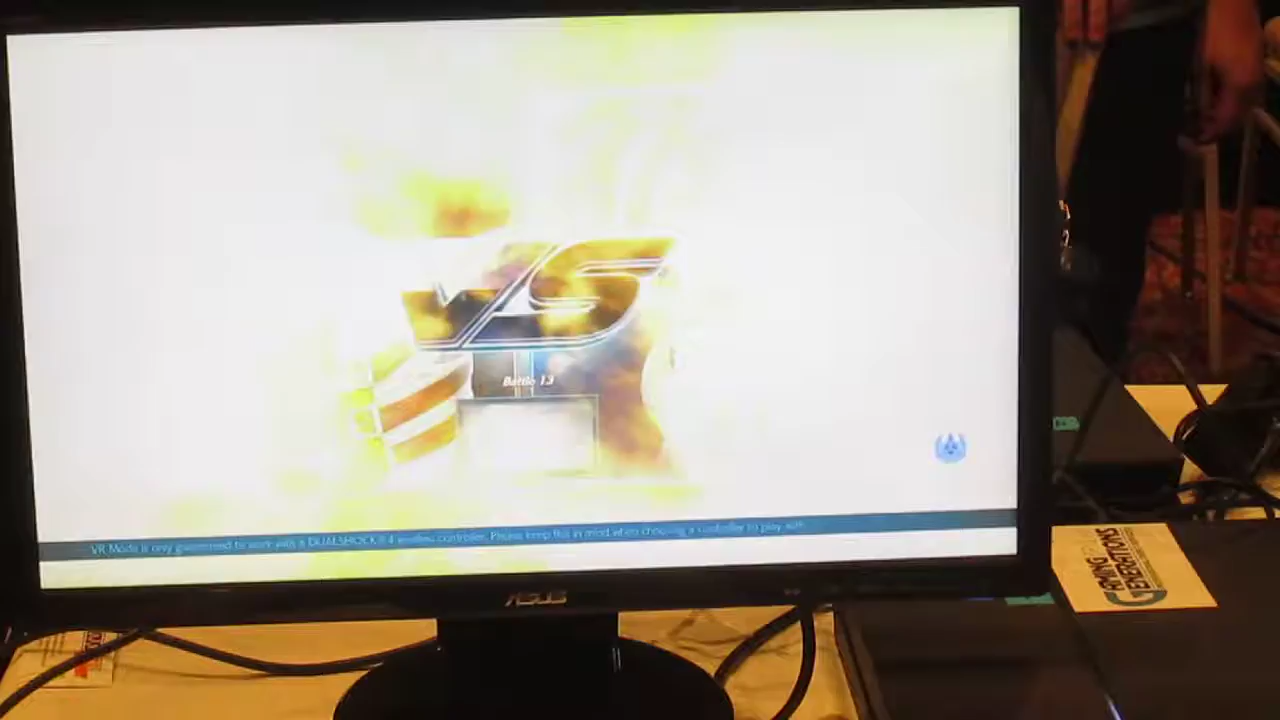 VS
Battle 13
VR Mode is only guaranteed to work with a DUALSHOCK®4 wireless controller. Please keep this in mind when choosing a controller to play with.
ASUS
GAMING
GENERATIONS